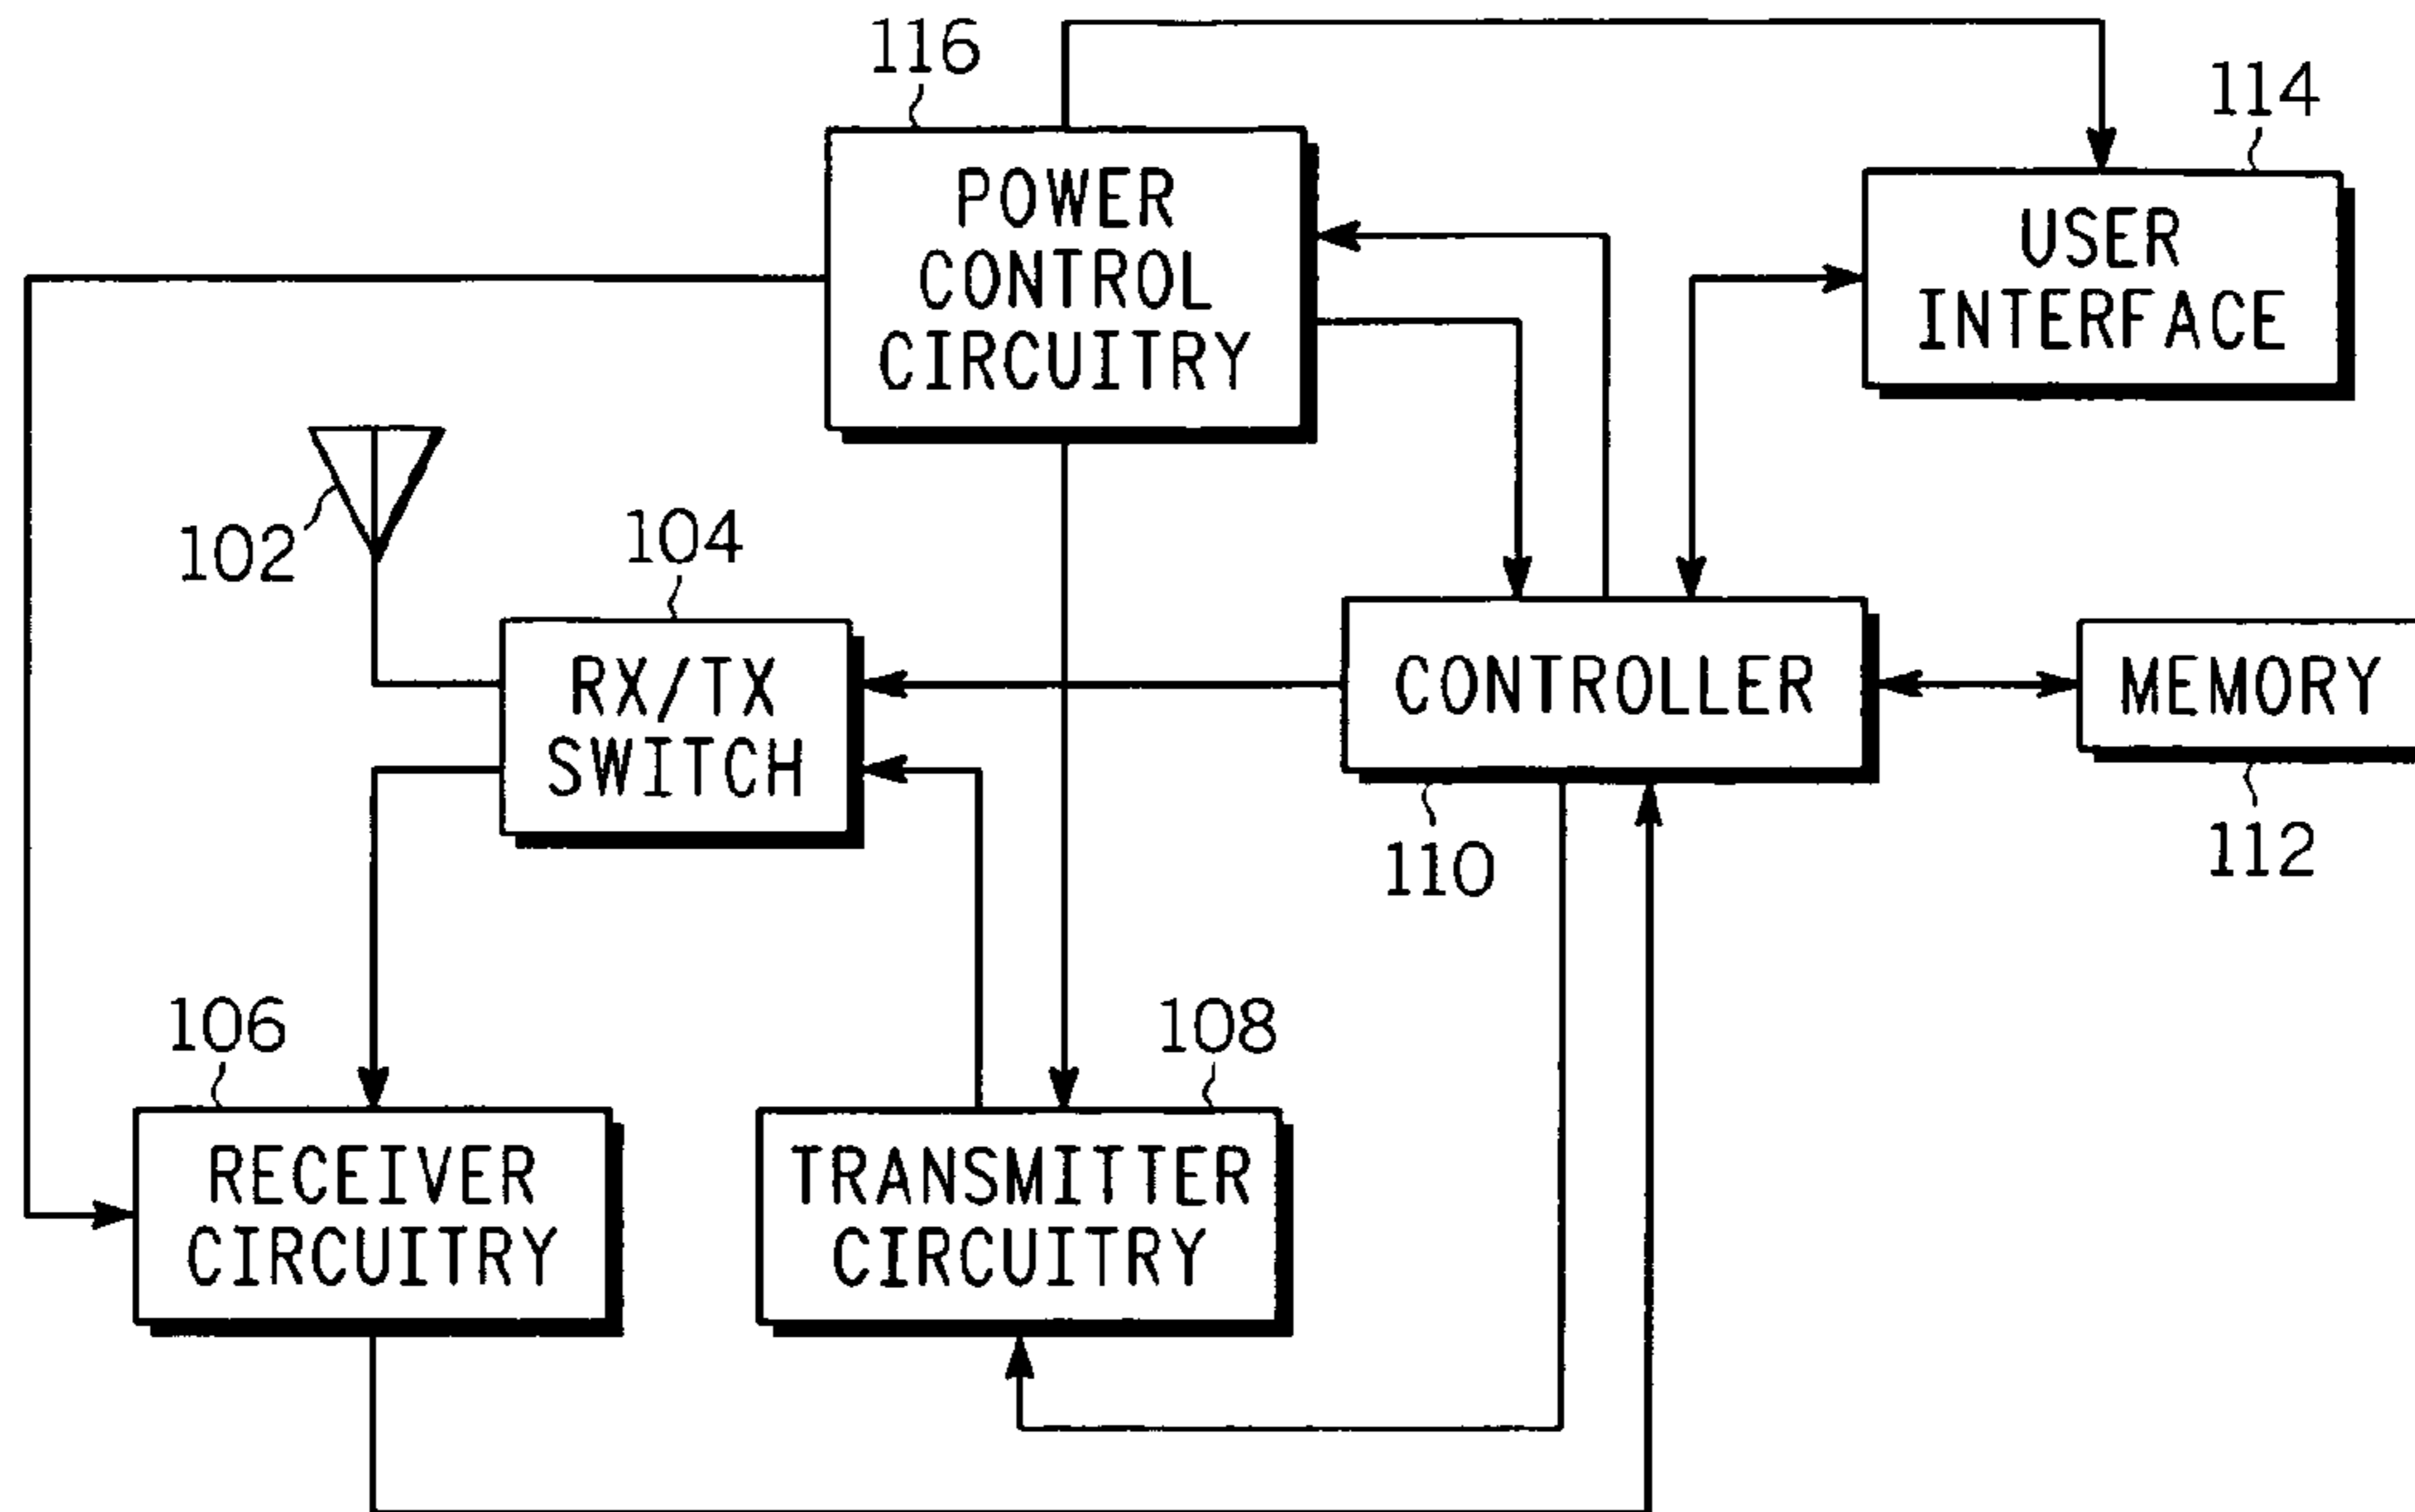 116
114
POWER
CONTROL
CIRCUITRY
USER
INTERFACE
102
104
RX/TX
SWITCH
CONTROLLER
MEMORY
110
112
106
108
RECEIVER
CIRCUITRY
TRANSMITTER
CIRCUITRY